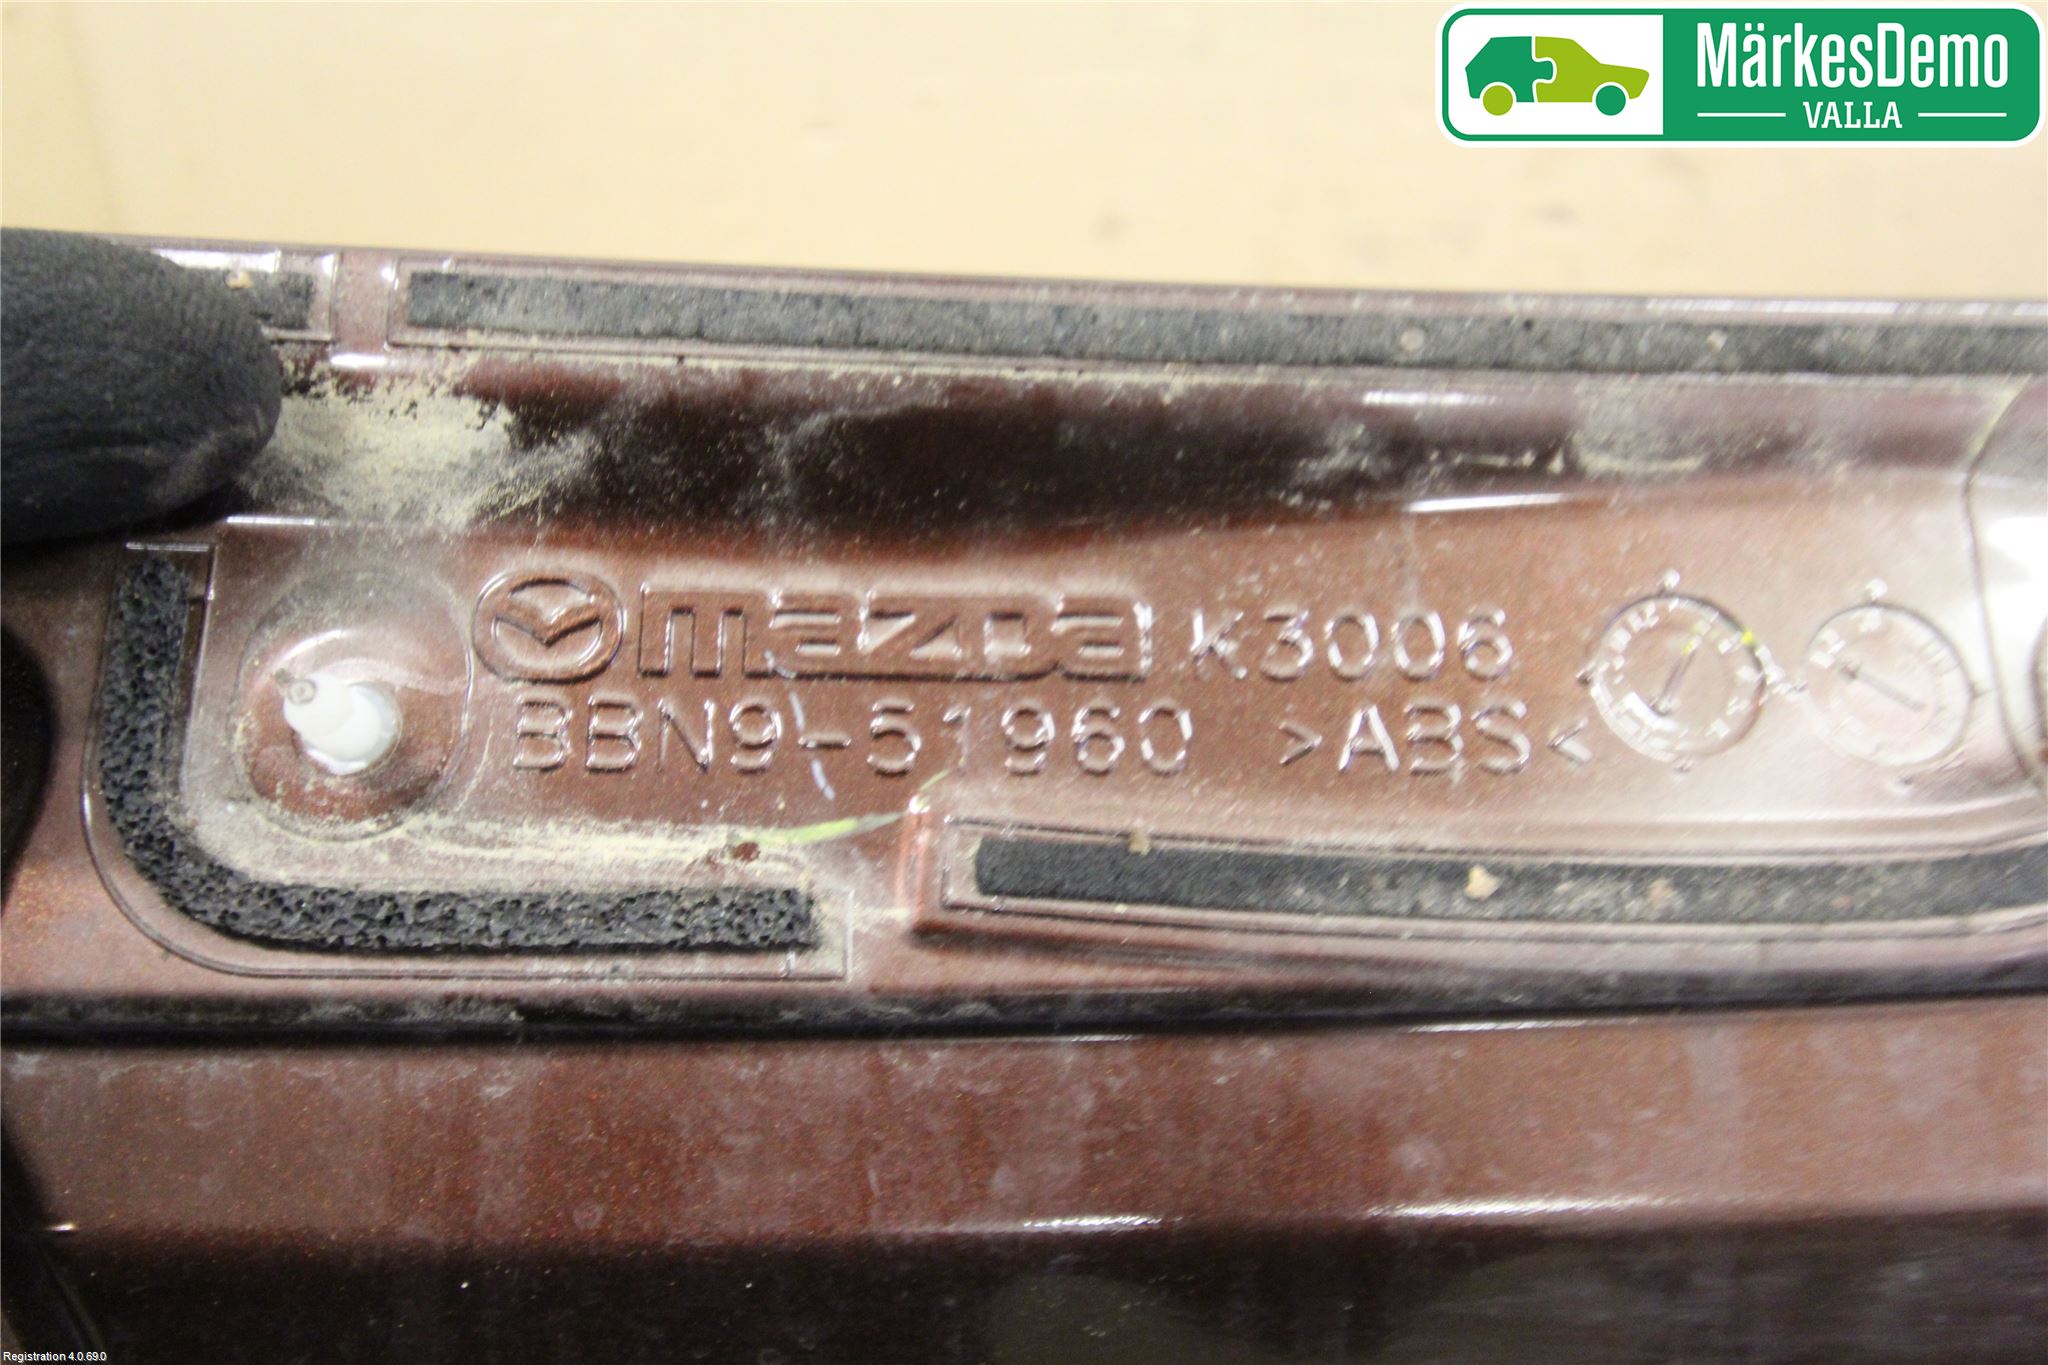 MärkesDemo
VALLA
mazda K3006
BBN9-51960 >ABS<
Registration 4.0.69.0